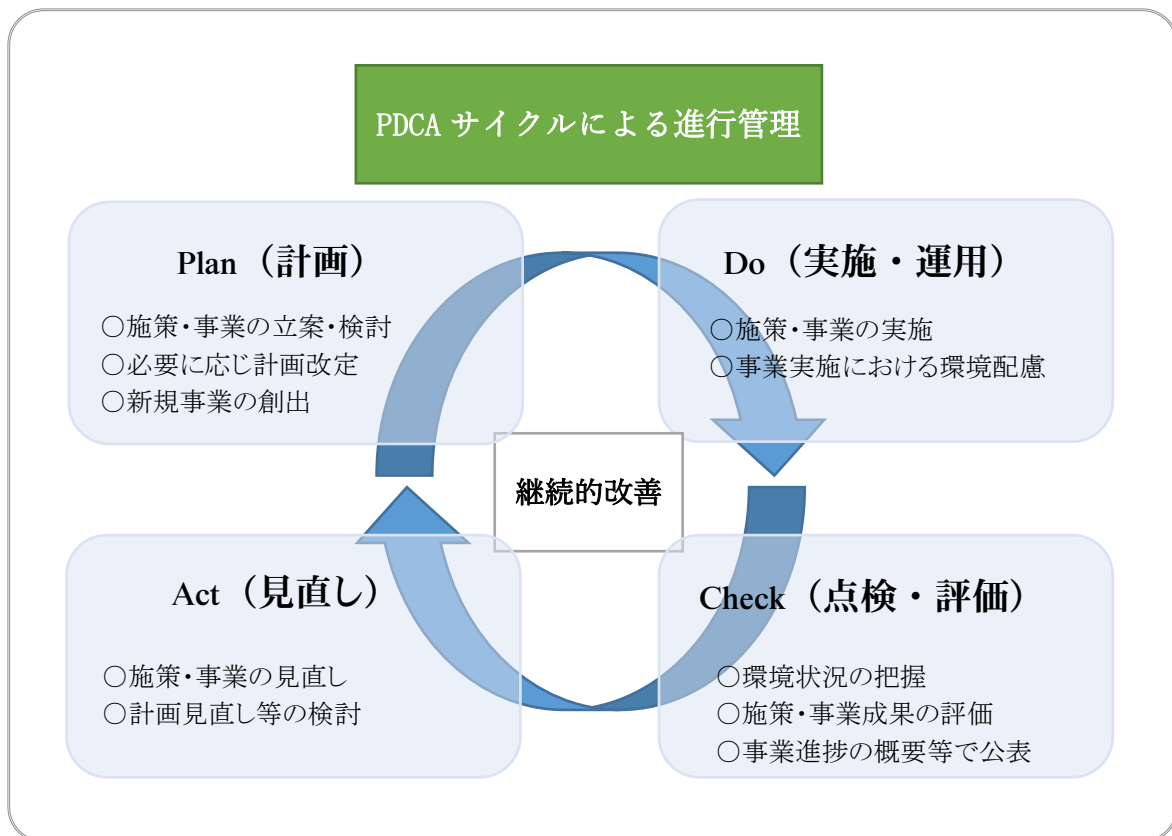 PDCA サイクルによる進行管理
Plan（計画）
○施策・事業の立案・検討
○必要に応じ計画改定
○新規事業の創出
Do（実施・運用）
○施策・事業の実施
○事業実施における環境配慮
継続的改善
Act（見直し）
○施策・事業の見直し
○計画見直し等の検討
Check（点検・評価）
○環境状況の把握
○施策・事業成果の評価
○事業進捗の概要等で公表